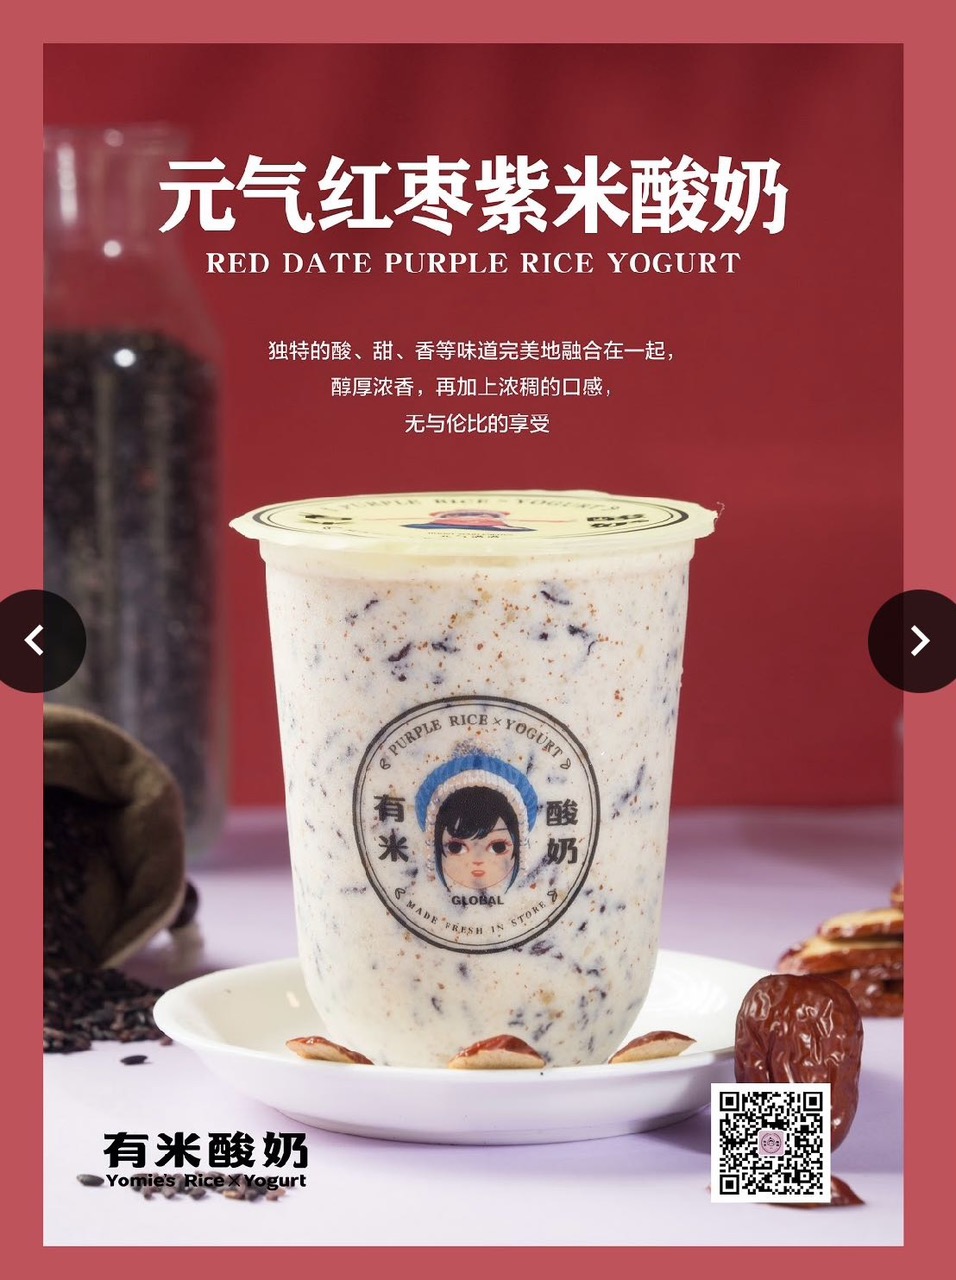 元气红枣紫米酸奶
RED DATE PURPLE RICE YOGURT
独特的酸、甜、香等味道完美地融合在一起，
醇厚浓香，再加上浓稠的口感，
无与伦比的享受
PURPLE RICE × YOGURT
PURPLE RICE×YOGURT
有米
酸奶
GLOBAL
MADE FRESH IN STORE
有米酸奶
Yomie's Rice×Yogurt